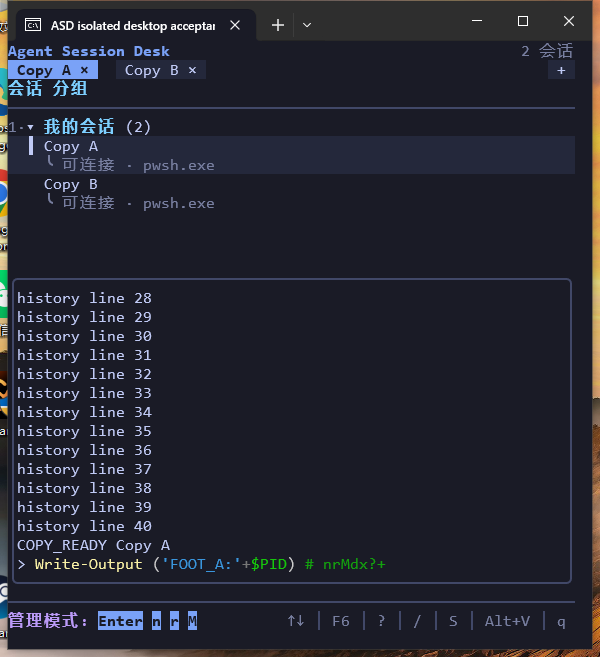 ASD isolated desktop acceptan
Agent Session Desk 2 会话
Copy A × Copy B × +
会话 分组
1·▾ 我的会话 (2)
Copy A
╰ 可连接 · pwsh.exe
Copy B
╰ 可连接 · pwsh.exe
history line 28
history line 29
history line 30
history line 31
history line 32
history line 33
history line 34
history line 35
history line 36
history line 37
history line 38
history line 39
history line 40
COPY_READY Copy A
> Write-Output ('FOOT_A:'+$PID) # nrMdx?+
管理模式: Enter n r M ↑↓ │ F6 │ ? │ / │ S │ Alt+V │ q